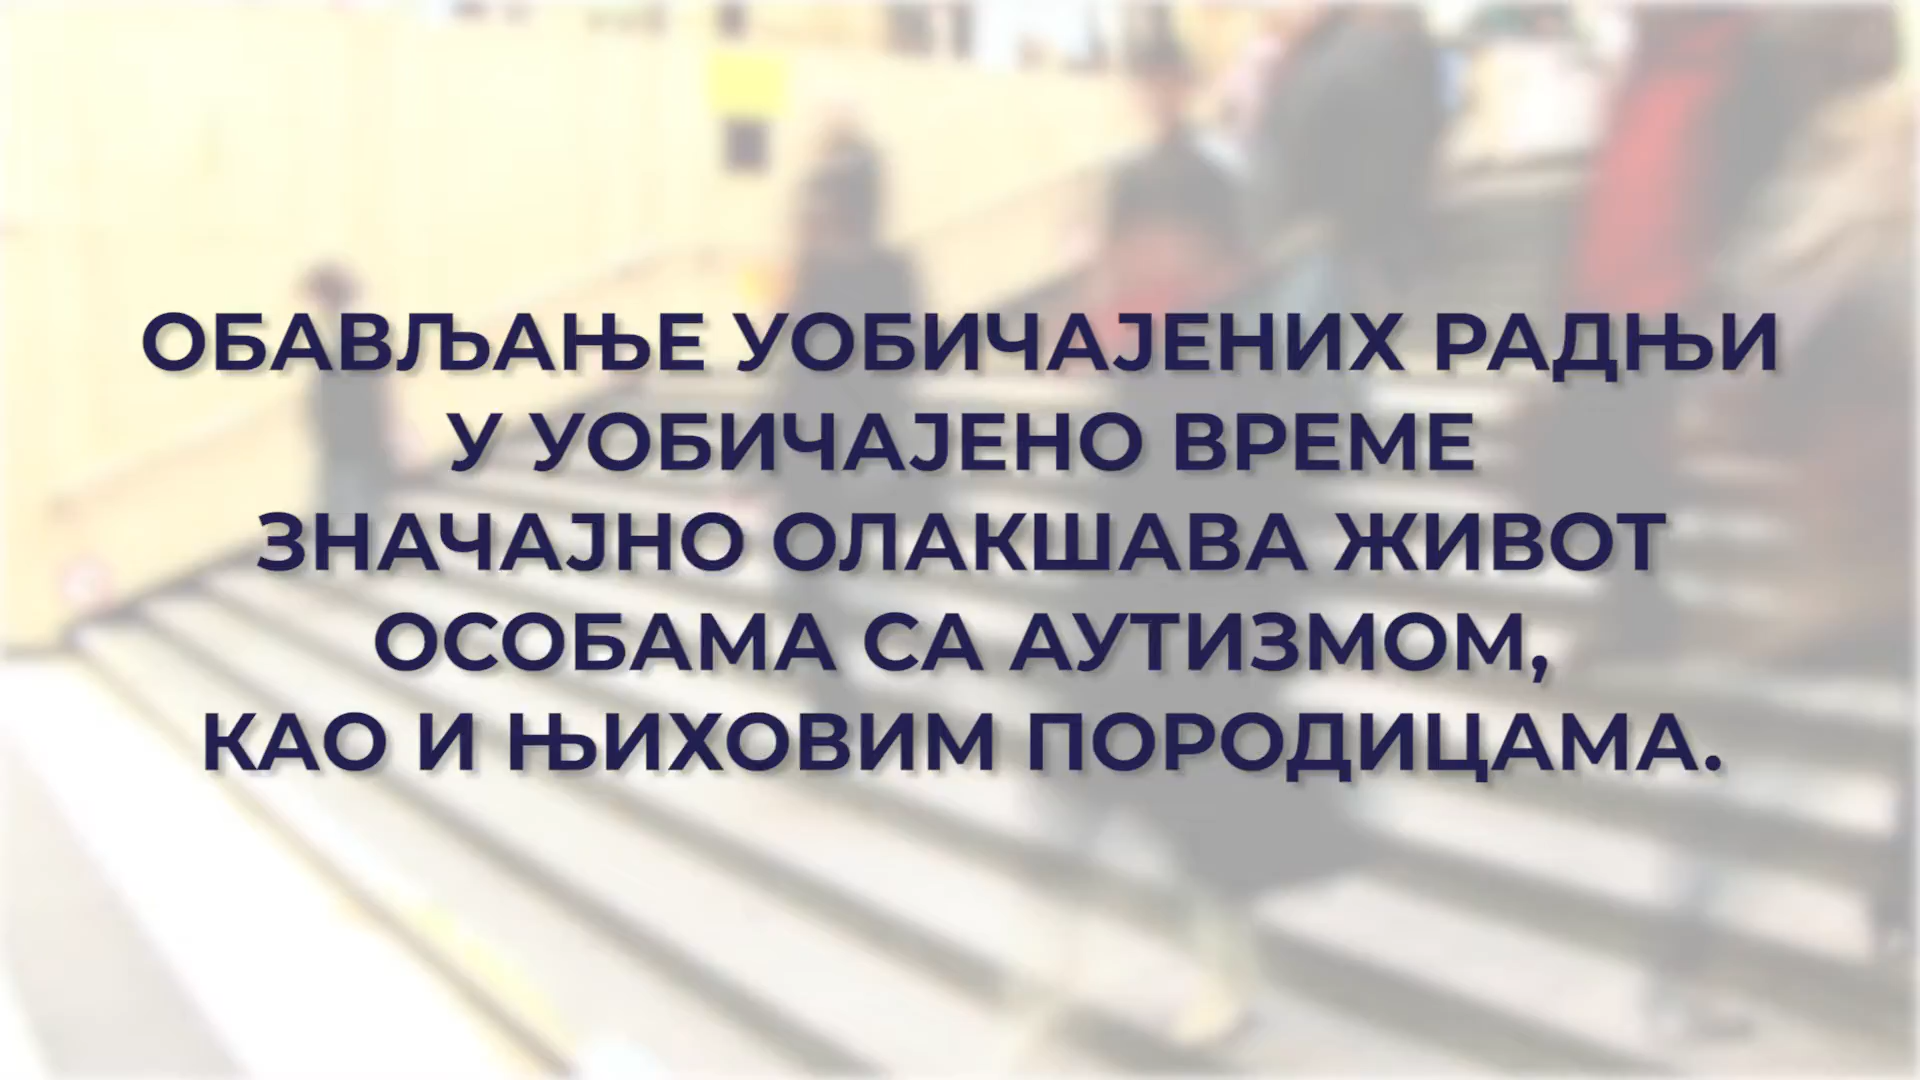 ОБАВЉАЊЕ УОБИЧАЈЕНИХ РАДЊИ
У УОБИЧАЈЕНО ВРЕМЕ
ЗНАЧАЈНО ОЛАКШАВА ЖИВОТ
ОСОБАМА СА АУТИЗМОМ,
КАО И ЊИХОВИМ ПОРОДИЦАМА.